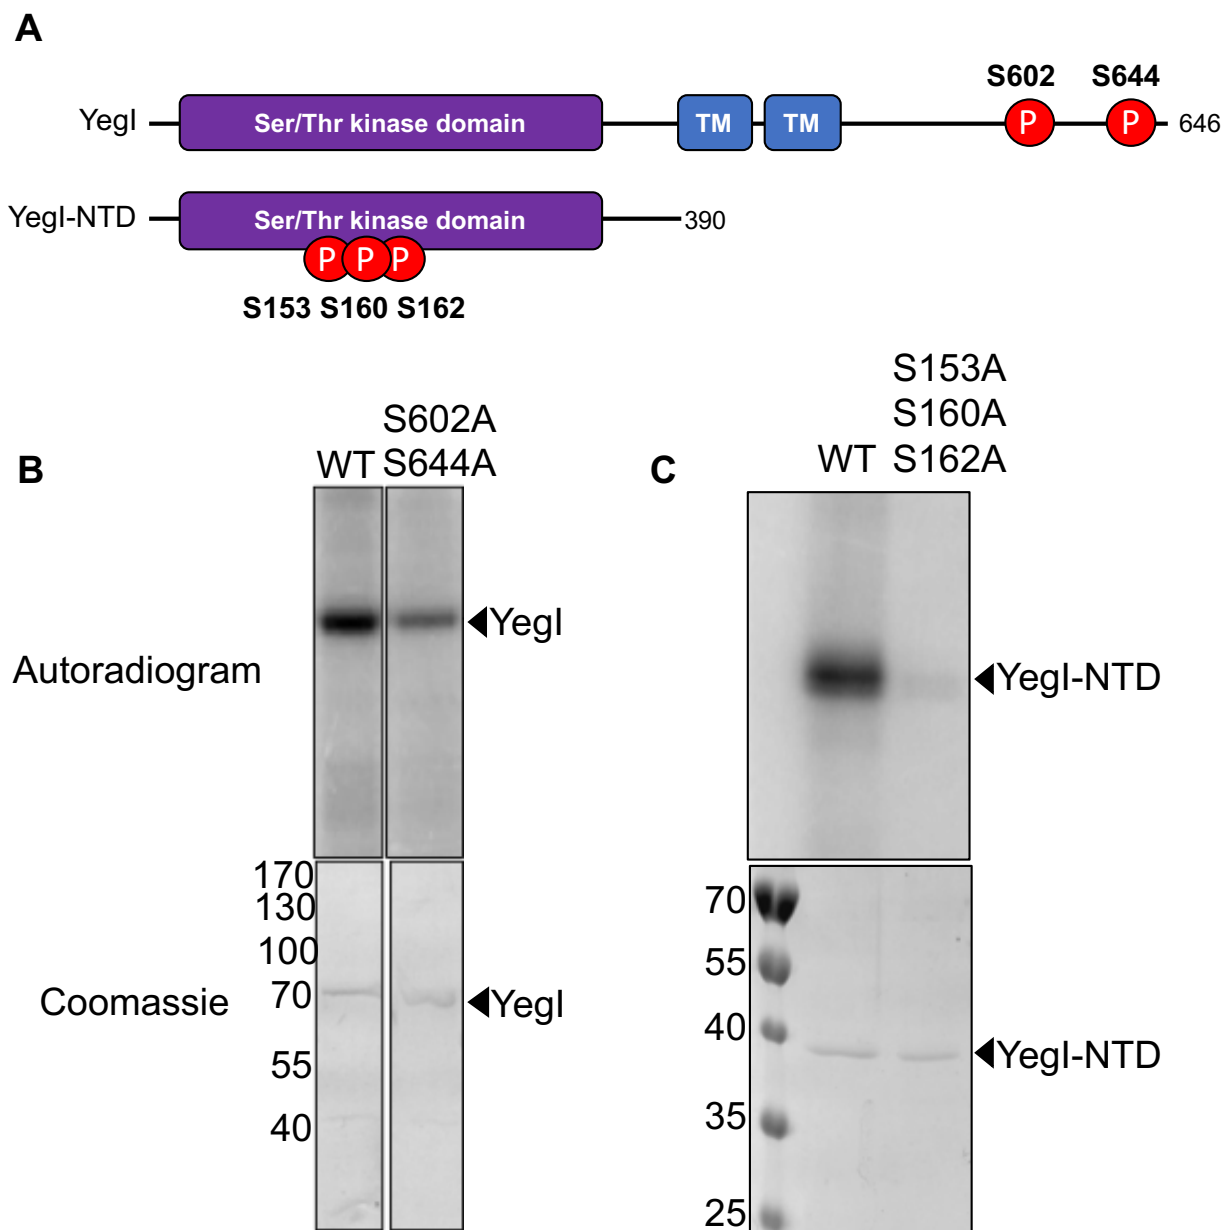 A
S602 S644
YegI Ser/Thr kinase domain TM TM P P 646
YegI-NTD Ser/Thr kinase domain 390
P P P
S153 S160 S162
B
WT S602A
S644A
Autoradiogram
YegI
170
130
100
70
55
40
Coomassie
YegI
C
WT S153A
S160A
S162A
YegI-NTD
70
55
40
35
25
YegI-NTD